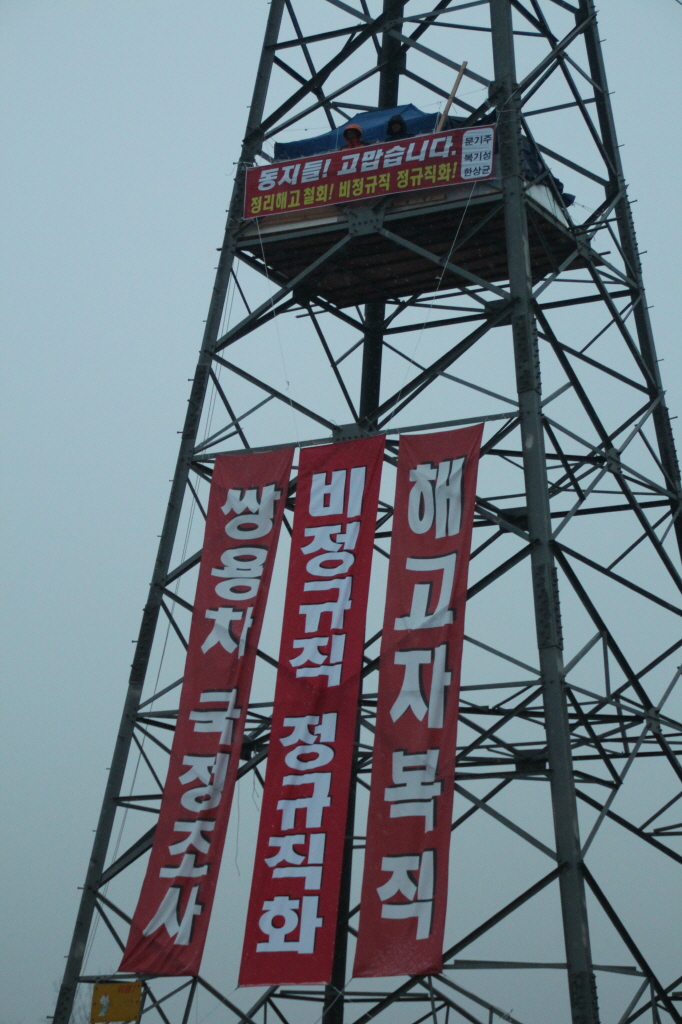 동지들! 고맙습니다.
정리해고 철회! 비정규직 정규직화!
문기주
복기성
한상균
쌍용차 국정조사
비정규직 정규직화
해고자복직